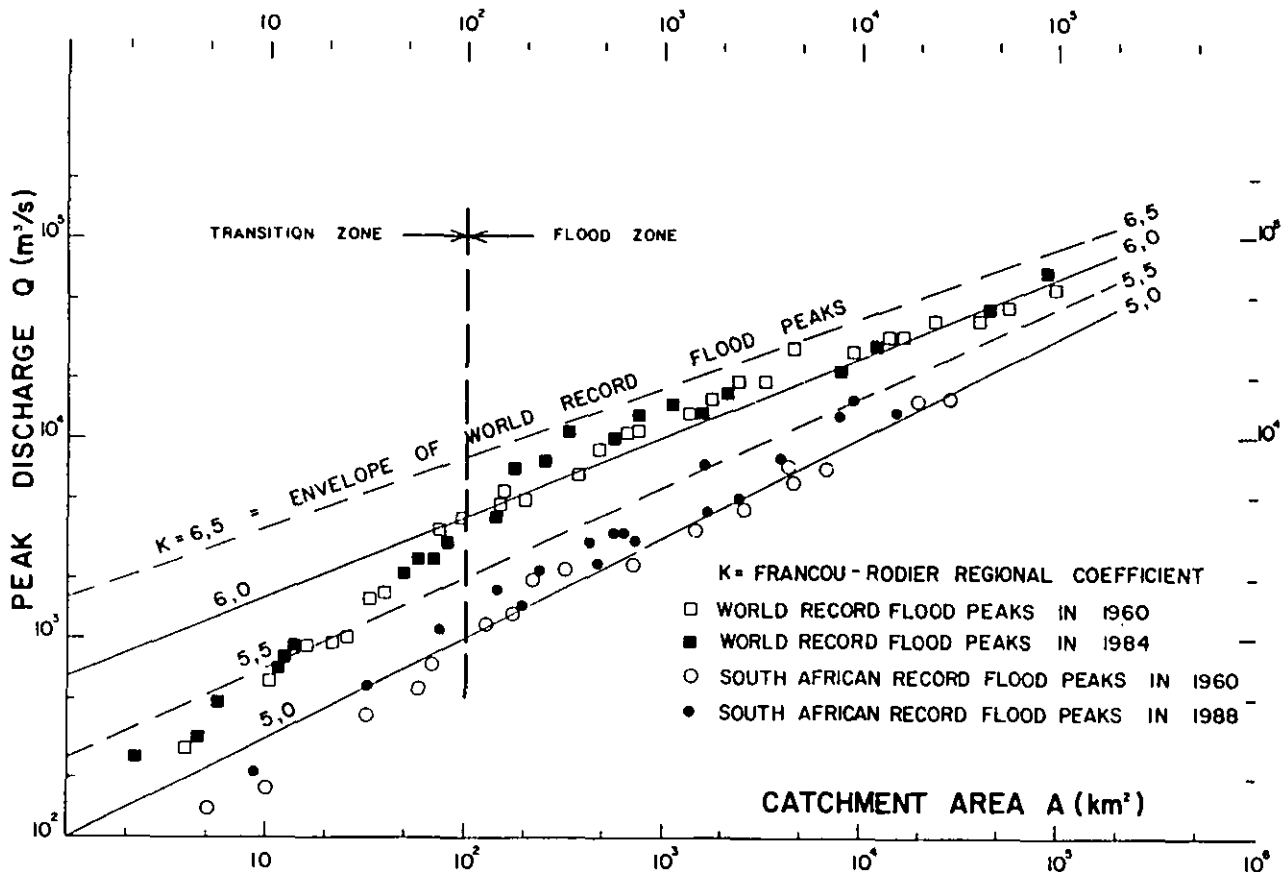 10 10² 10³ 10⁴ 10⁵
PEAK DISCHARGE Q (m³/s)
10⁵
10⁴
10³
10²
TRANSITION ZONE
FLOOD ZONE
6,5
6,0
5,5
5,0
10⁵
10⁴
K = 6,5 = ENVELOPE OF WORLD RECORD FLOOD PEAKS
6,0
5,5
5,0
K = FRANCOU - RODIER REGIONAL COEFFICIENT
WORLD RECORD FLOOD PEAKS IN 1960
WORLD RECORD FLOOD PEAKS IN 1984
SOUTH AFRICAN RECORD FLOOD PEAKS IN 1960
SOUTH AFRICAN RECORD FLOOD PEAKS IN 1988
CATCHMENT AREA A (km²)
10 10² 10³ 10⁴ 10⁵ 10⁶